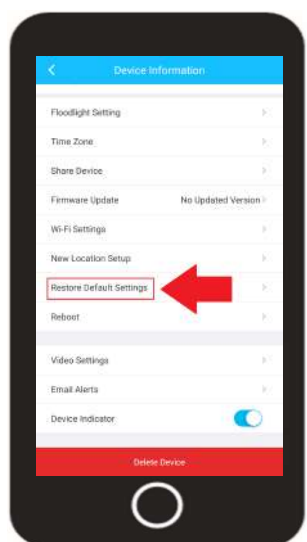 Device Information
Floodlight Setting
Time Zone
Share Device
Firmware Update No Updated Version
Wi-Fi Settings
New Location Setup
Restore Default Settings
Reboot
Video Settings
Email Alerts
Device Indicator
Delete Device